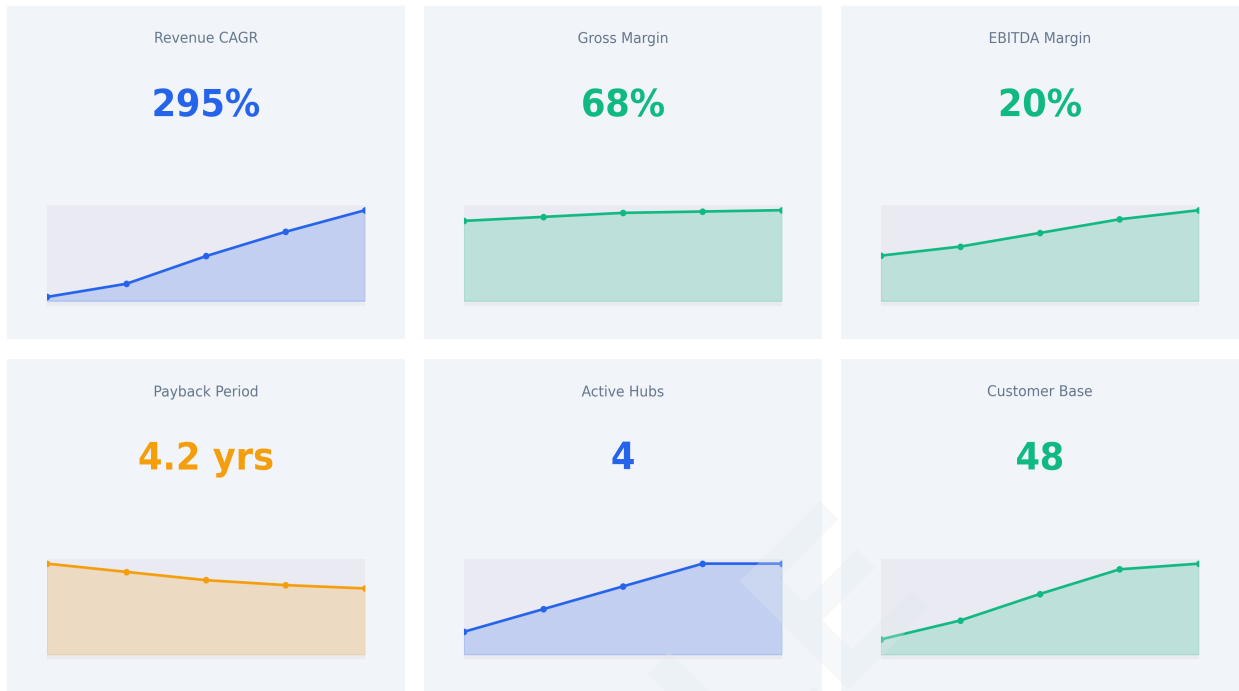 Revenue CAGR
295%
Gross Margin
68%
EBITDA Margin
20%
Payback Period
4.2 yrs
Active Hubs
4
Customer Base
48